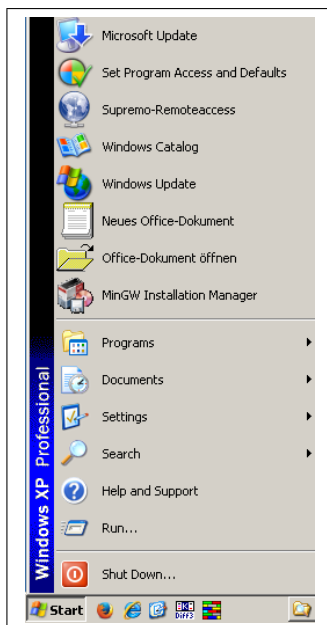 Microsoft Update
Set Program Access and Defaults
Supremo-Remoteaccess
Windows Catalog
Windows Update
Neues Office-Dokument
Office-Dokument öffnen
MinGW Installation Manager
Programs
Documents
Settings
Search
Help and Support
Run...
Shut Down...
Windows XP Professional
Start
Diff3